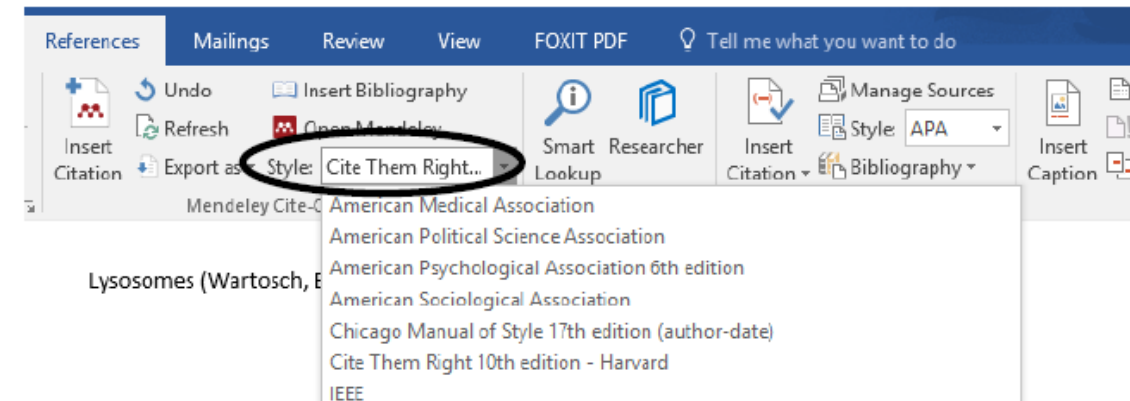 References Mailings Review View FOXIT PDF Tell me what you want to do
Undo Insert Bibliography Manage Sources
Refresh Open Mendeley Style: APA
Insert Citation
Export as Style: Cite Them Right...
Smart Lookup
Researcher
Insert Citation
Bibliography
Insert Caption
Mendeley Cite-
American Medical Association
American Political Science Association
American Psychological Association 6th edition
American Sociological Association
Chicago Manual of Style 17th edition (author-date)
Cite Them Right 10th edition - Harvard
IEEE
Lysosomes (Wartosch,